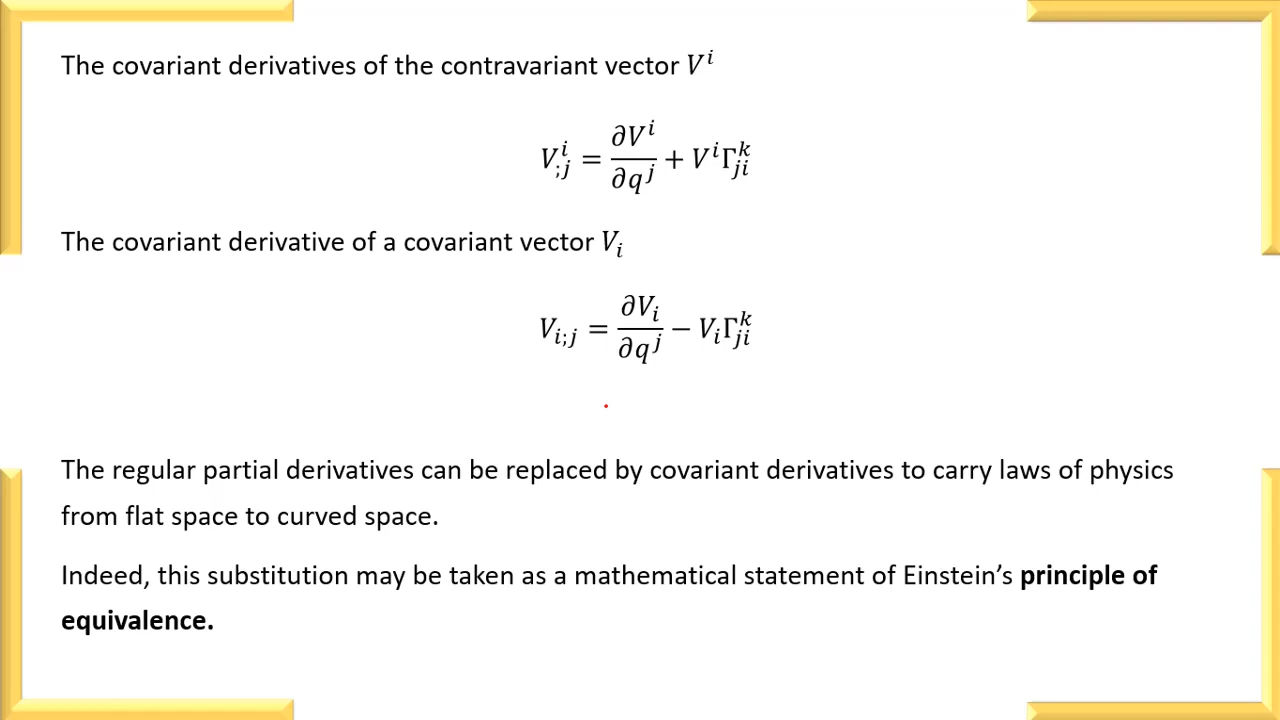 The covariant derivatives of the contravariant vector Vⁱ
V^i_{;j} = ∂V^i/∂q^j + V^i Γ^k_{ji}
The covariant derivative of a covariant vector Vᵢ
V_{i;j} = ∂V_i/∂q^j − V_i Γ^k_{ji}
The regular partial derivatives can be replaced by covariant derivatives to carry laws of physics
from flat space to curved space.
Indeed, this substitution may be taken as a mathematical statement of Einstein’s principle of
equivalence.